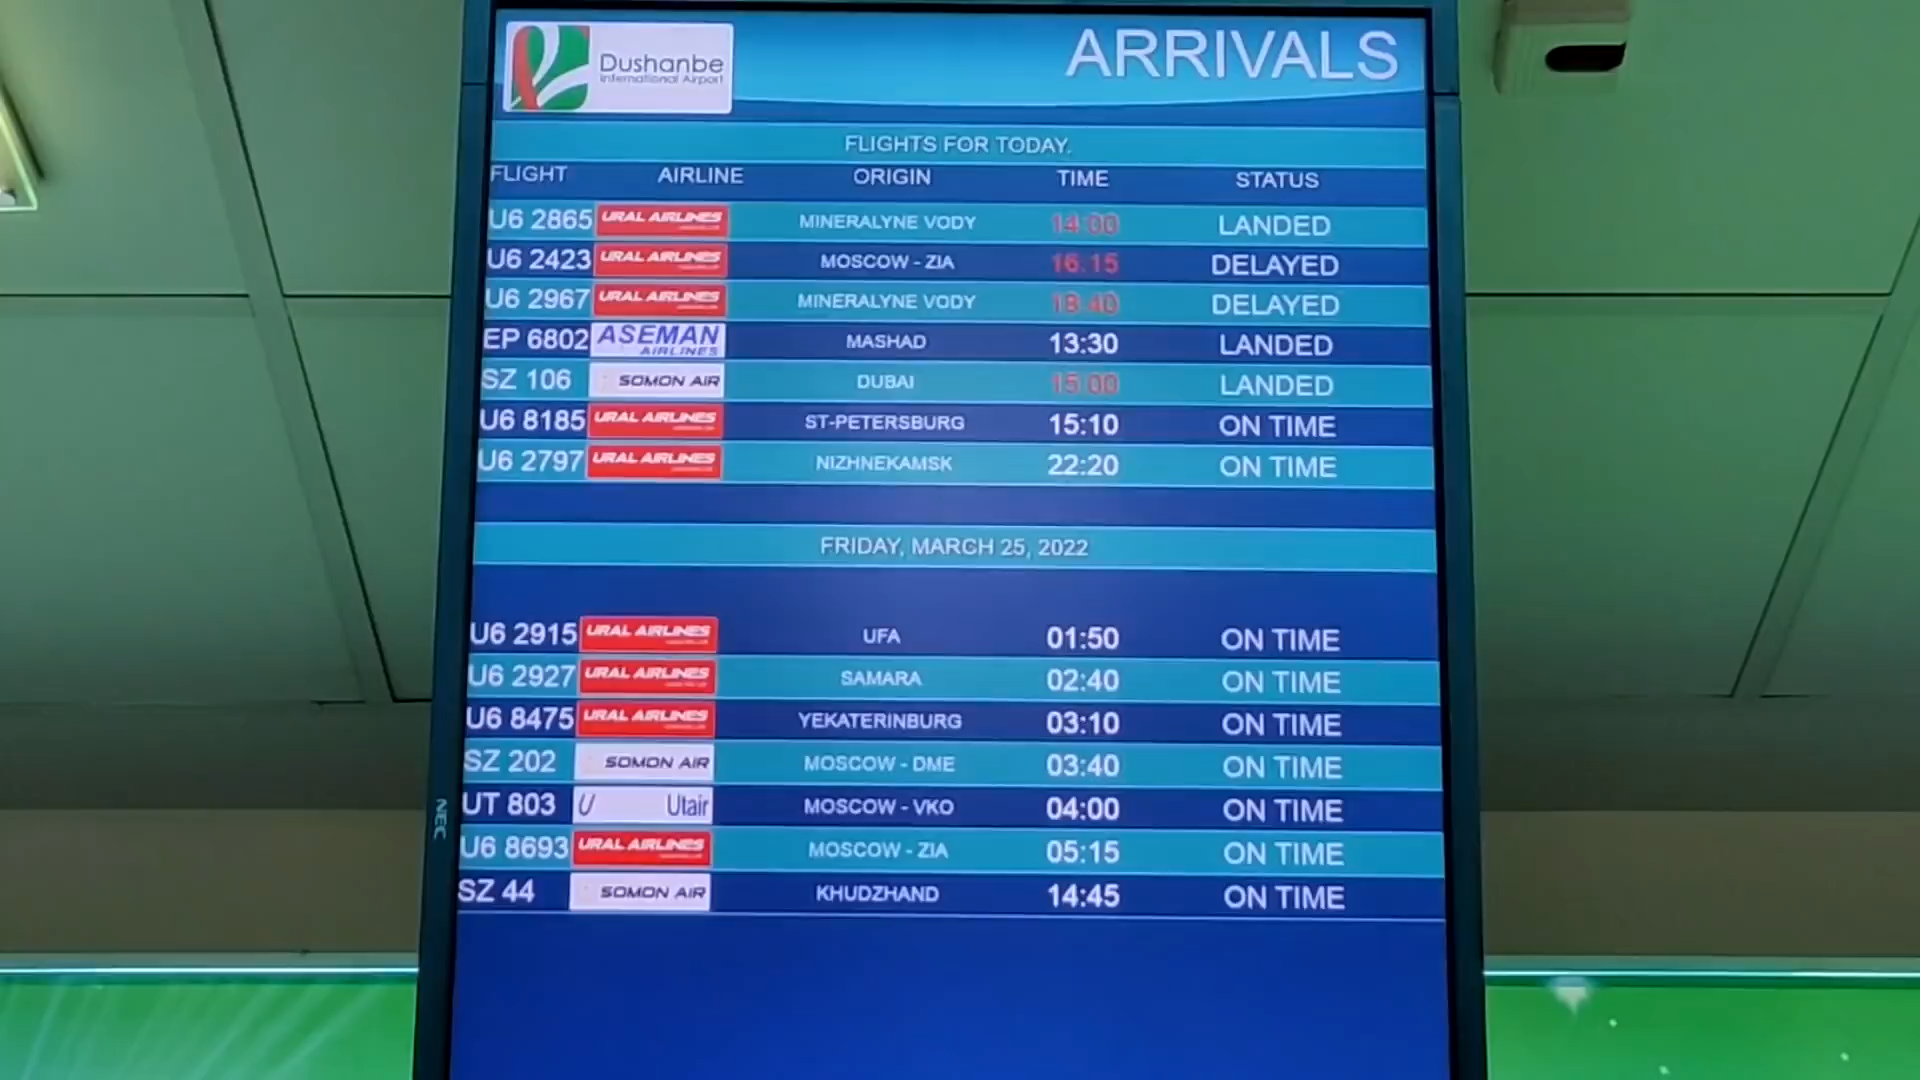 Dushanbe
International Airport
ARRIVALS
FLIGHTS FOR TODAY.
FLIGHT AIRLINE ORIGIN TIME STATUS
U6 2865 URAL AIRLINES MINERALYNE VODY 14:00 LANDED
U6 2423 URAL AIRLINES MOSCOW - ZIA 16:15 DELAYED
U6 2967 URAL AIRLINES MINERALYNE VODY 18:40 DELAYED
EP 6802 ASEMAN AIRLINES MASHAD 13:30 LANDED
SZ 106 SOMON AIR DUBAI 15:00 LANDED
U6 8185 URAL AIRLINES ST-PETERSBURG 15:10 ON TIME
U6 2797 URAL AIRLINES NIZHNEKAMSK 22:20 ON TIME
FRIDAY, MARCH 25, 2022
U6 2915 URAL AIRLINES UFA 01:50 ON TIME
U6 2927 URAL AIRLINES SAMARA 02:40 ON TIME
U6 8475 URAL AIRLINES YEKATERINBURG 03:10 ON TIME
SZ 202 SOMON AIR MOSCOW - DME 03:40 ON TIME
UT 803 U Utair MOSCOW - VKO 04:00 ON TIME
U6 8693 URAL AIRLINES MOSCOW - ZIA 05:15 ON TIME
SZ 44 SOMON AIR KHUDZHAND 14:45 ON TIME
NEC